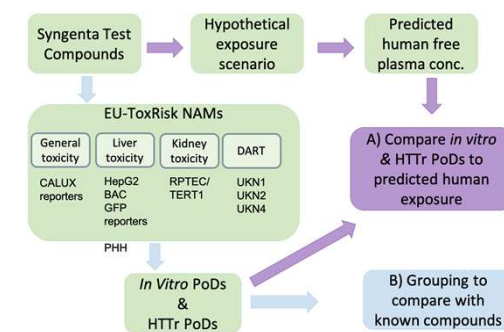 Syngenta Test
Compounds
Hypothetical
exposure
scenario
Predicted
human free
plasma conc.
EU-ToxRisk NAMs
General
toxicity
CALUX
reporters
Liver
toxicity
HepG2
BAC
GFP
reporters
PHH
Kidney
toxicity
RPTEC/
TERT1
DART
UKN1
UKN2
UKN4
A) Compare in vitro
& HTTr PoDs to
predicted human
exposure
In Vitro PoDs
&
HTTr PoDs
B) Grouping to
compare with
known compounds